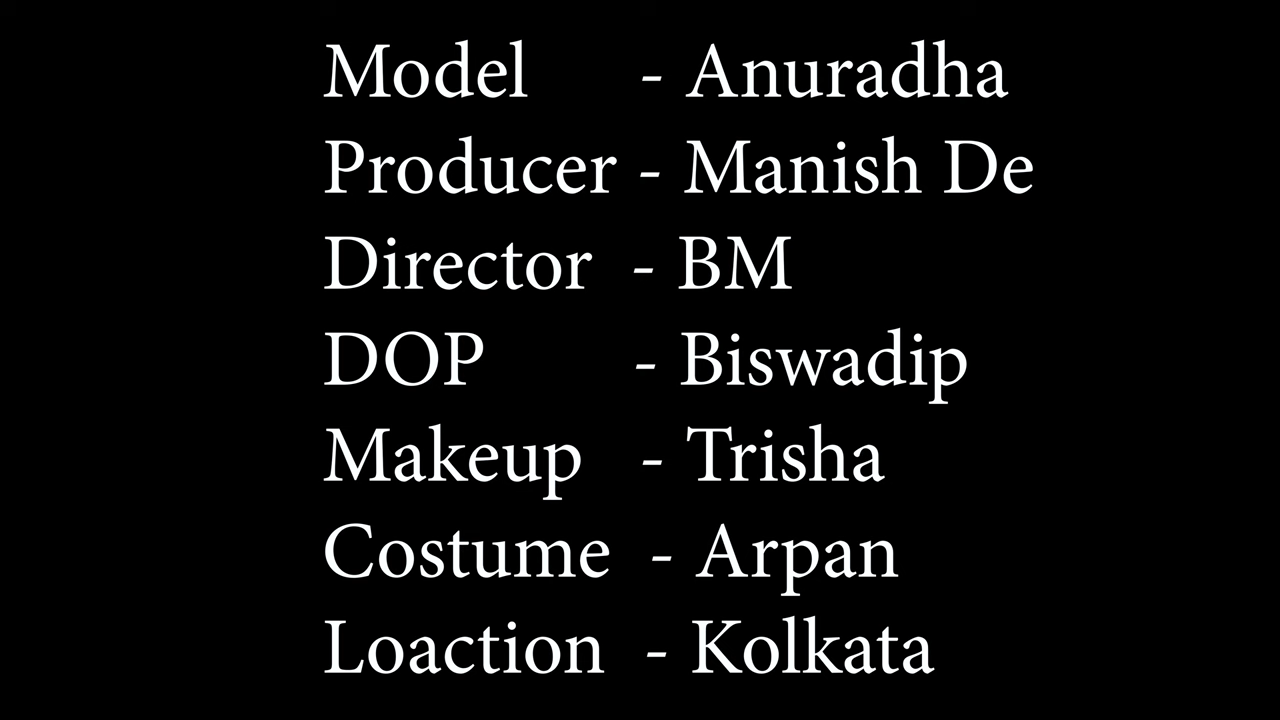 Model - Anuradha
Producer - Manish De
Director - BM
DOP - Biswadip
Makeup - Trisha
Costume - Arpan
Loaction - Kolkata